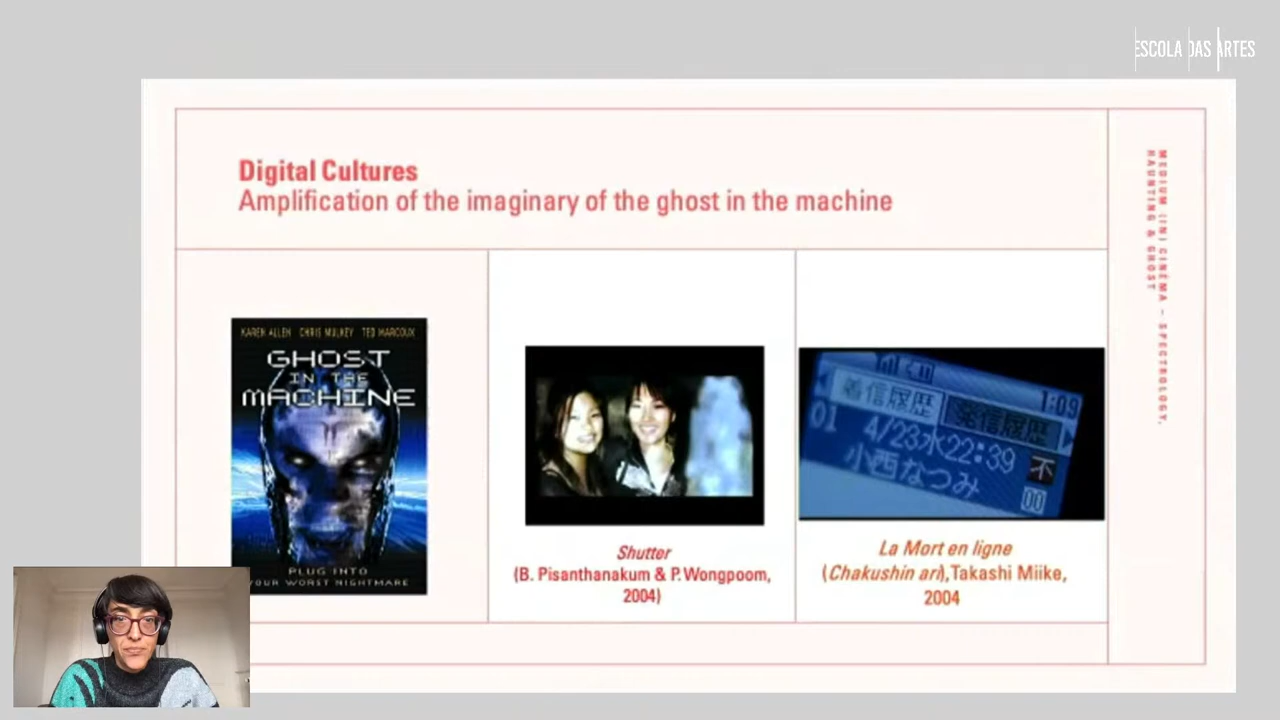 ESCOLA DAS ARTES
Digital Cultures
Amplification of the imaginary of the ghost in the machine
MEDIUM (IN) CINÉMA – SPECTROLOGY,
HAUNTING & GHOST
KAREN ALLEN CHRIS MULKEY TED MARCOUX
GHOST
IN THE
MACHINE
PLUG INTO
YOUR WORST NIGHTMARE
Shutter
(B. Pisanthanakum & P. Wongpoom,
2004)
1:09
着信履歴 発信履歴
01 4/23水22:39
小西なつみ 不
00
La Mort en ligne
(Chakushin ari), Takashi Miike,
2004